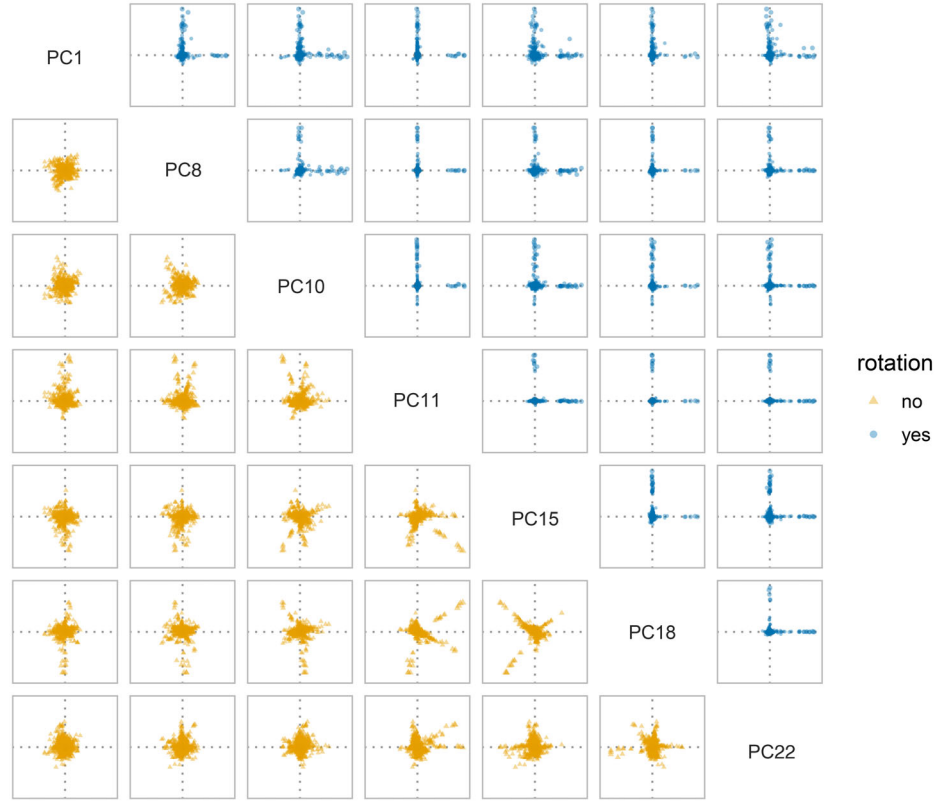 PC1
PC8
PC10
PC11
PC15
PC18
PC22
rotation
no
yes